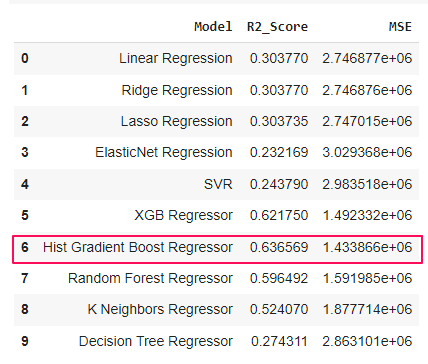 Model R2_Score MSE
0 Linear Regression 0.303770 2.746877e+06
1 Ridge Regression 0.303770 2.746876e+06
2 Lasso Regression 0.303735 2.747015e+06
3 ElasticNet Regression 0.232169 3.029368e+06
4 SVR 0.243790 2.983518e+06
5 XGB Regressor 0.621750 1.492332e+06
6 Hist Gradient Boost Regressor 0.636569 1.433866e+06
7 Random Forest Regressor 0.596492 1.591985e+06
8 K Neighbors Regressor 0.524070 1.877714e+06
9 Decision Tree Regressor 0.274311 2.863101e+06